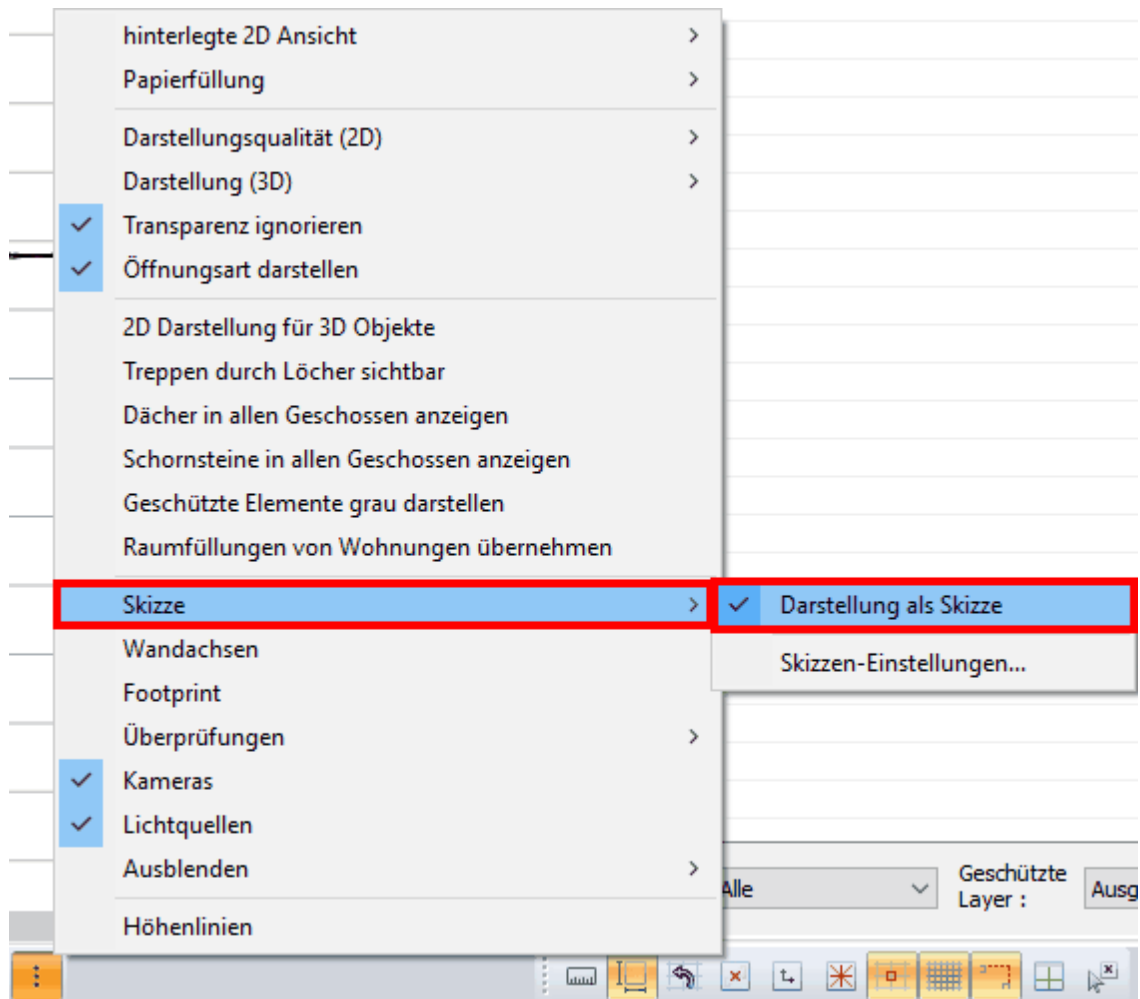 hinterlegte 2D Ansicht
Papierfüllung
Darstellungsqualität (2D)
Darstellung (3D)
Transparenz ignorieren
Öffnungsart darstellen
2D Darstellung für 3D Objekte
Treppen durch Löcher sichtbar
Dächer in allen Geschossen anzeigen
Schornsteine in allen Geschossen anzeigen
Geschützte Elemente grau darstellen
Raumfüllungen von Wohnungen übernehmen
Skizze
Darstellung als Skizze
Skizzen-Einstellungen...
Wandachsen
Footprint
Überprüfungen
Kameras
Lichtquellen
Ausblenden
Höhenlinien
Alle
Geschützte
Layer :
Ausg